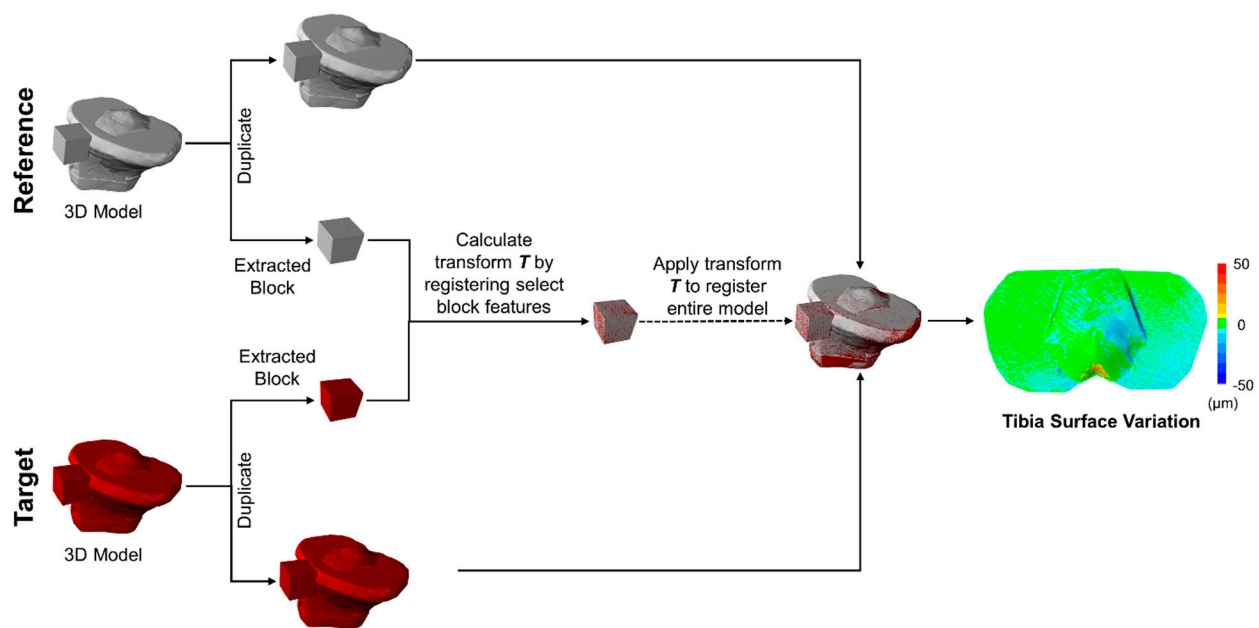 Reference
3D Model
Duplicate
Extracted
Block
Calculate
transform T by
registering select
block features
Apply transform
T to register
entire model
50
0
-50
(µm)
Tibia Surface Variation
Target
3D Model
Duplicate
Extracted
Block